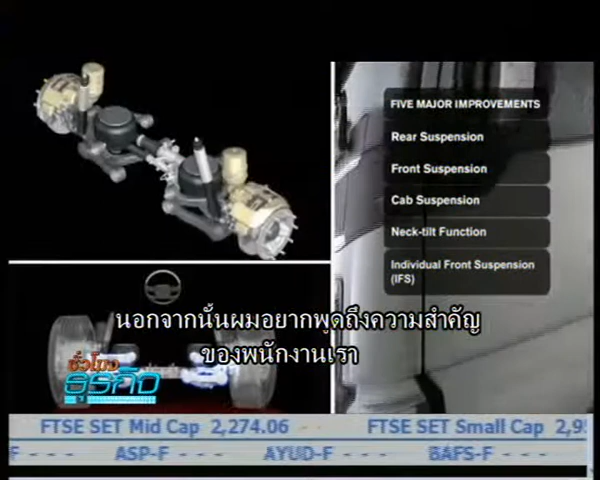 FIVE MAJOR IMPROVEMENTS
Rear Suspension
Front Suspension
Cab Suspension
Neck-tilt Function
Individual Front Suspension
(IFS)
นอกจากนั้นผมอยากพูดถึงความสำคัญ
ของพนักงานเรา
ชั่วโมง
ธุรกิจ
FTSE SET Mid Cap 2,274.06 - - FTSE SET Small Cap 2,95
F - - - ASP-F - - - AYUD-F - - - BAFS-F - - -